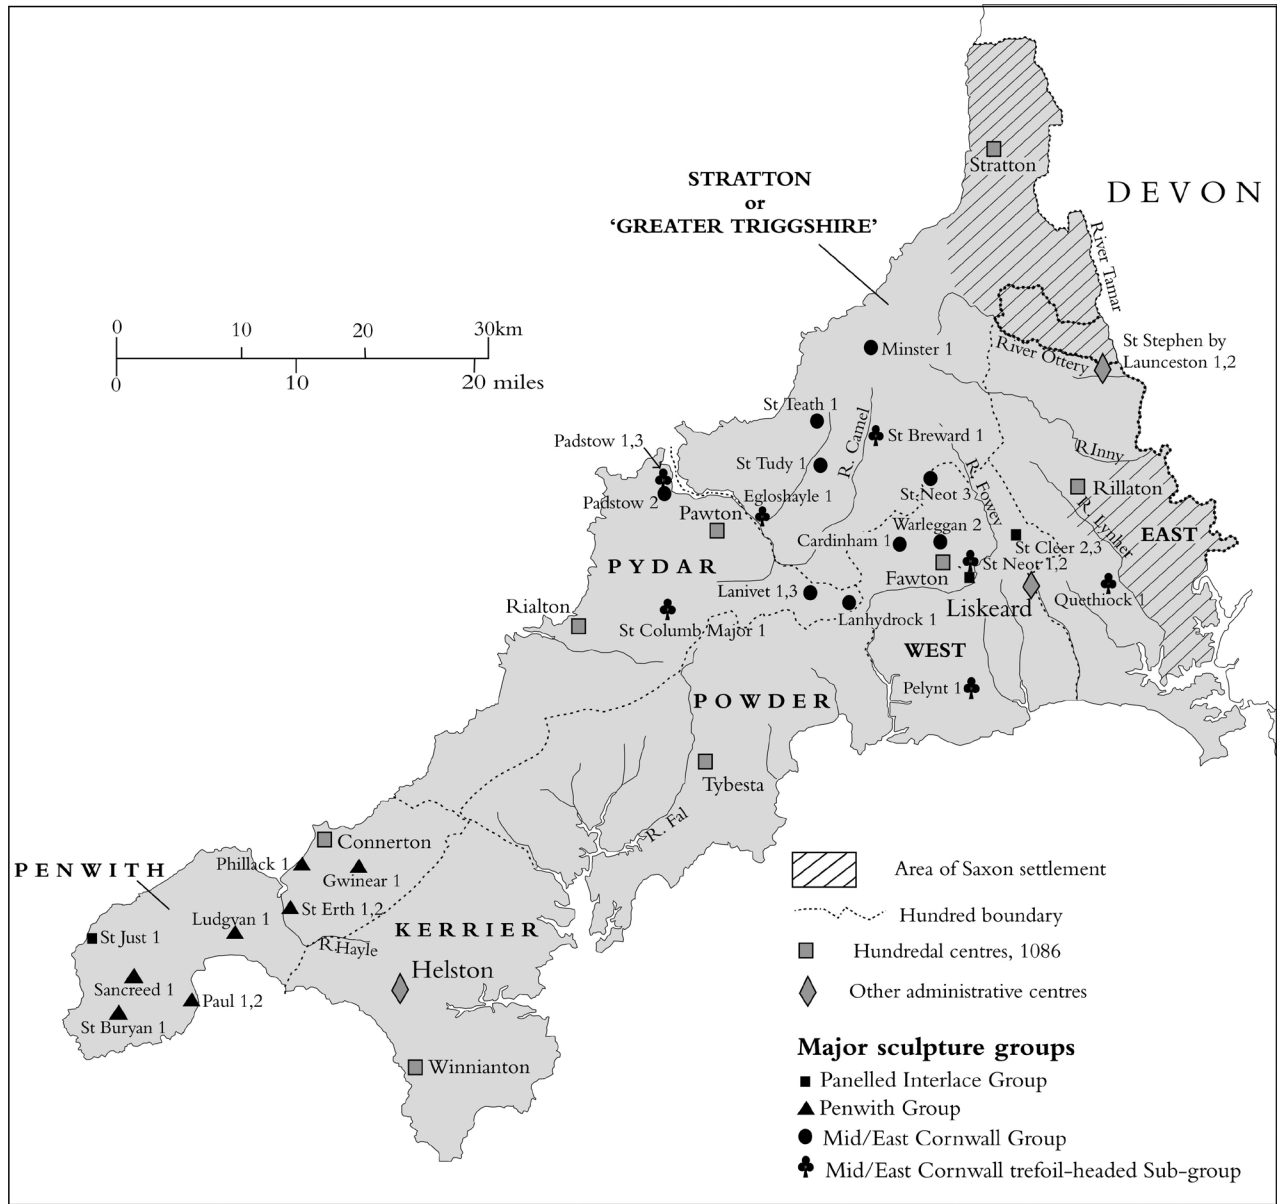 STRATTON
or
‘GREATER TRIGGSHIRE’
DEVON
Stratton
River Tamar
0 10 20 30km
0 10 20 miles
St Stephen by
Launceston 1,2
River Ottery
Minster 1
St Teath 1
R. Camel
St Breward 1
R.Inny
Padstow 1,3
St Tudy 1
R. Fowey
Rillaton
Padstow 2
Egloshayle 1
St Neot 3
Pawton
Warleggan 2
R. Lynher
EAST
Cardinham 1
St Cleer 2,3
PYDAR
Fawton
St Neot 1,2
Lanivet 1,3
Liskeard
Quethiock 1
Rialton
St Columb Major 1
Lanhydrock 1
WEST
Pelynt 1
POWDER
Tybesta
R. Fal
Connerton
PENWITH
Phillack 1
Gwinear 1
St Erth 1,2
Ludgvan 1
KERRIER
St Just 1
R.Hayle
Helston
Sancreed 1
Paul 1,2
St Buryan 1
Winnianton
Area of Saxon settlement
Hundred boundary
Hundredal centres, 1086
Other administrative centres
Major sculpture groups
Panelled Interlace Group
Penwith Group
Mid/East Cornwall Group
Mid/East Cornwall trefoil-headed Sub-group